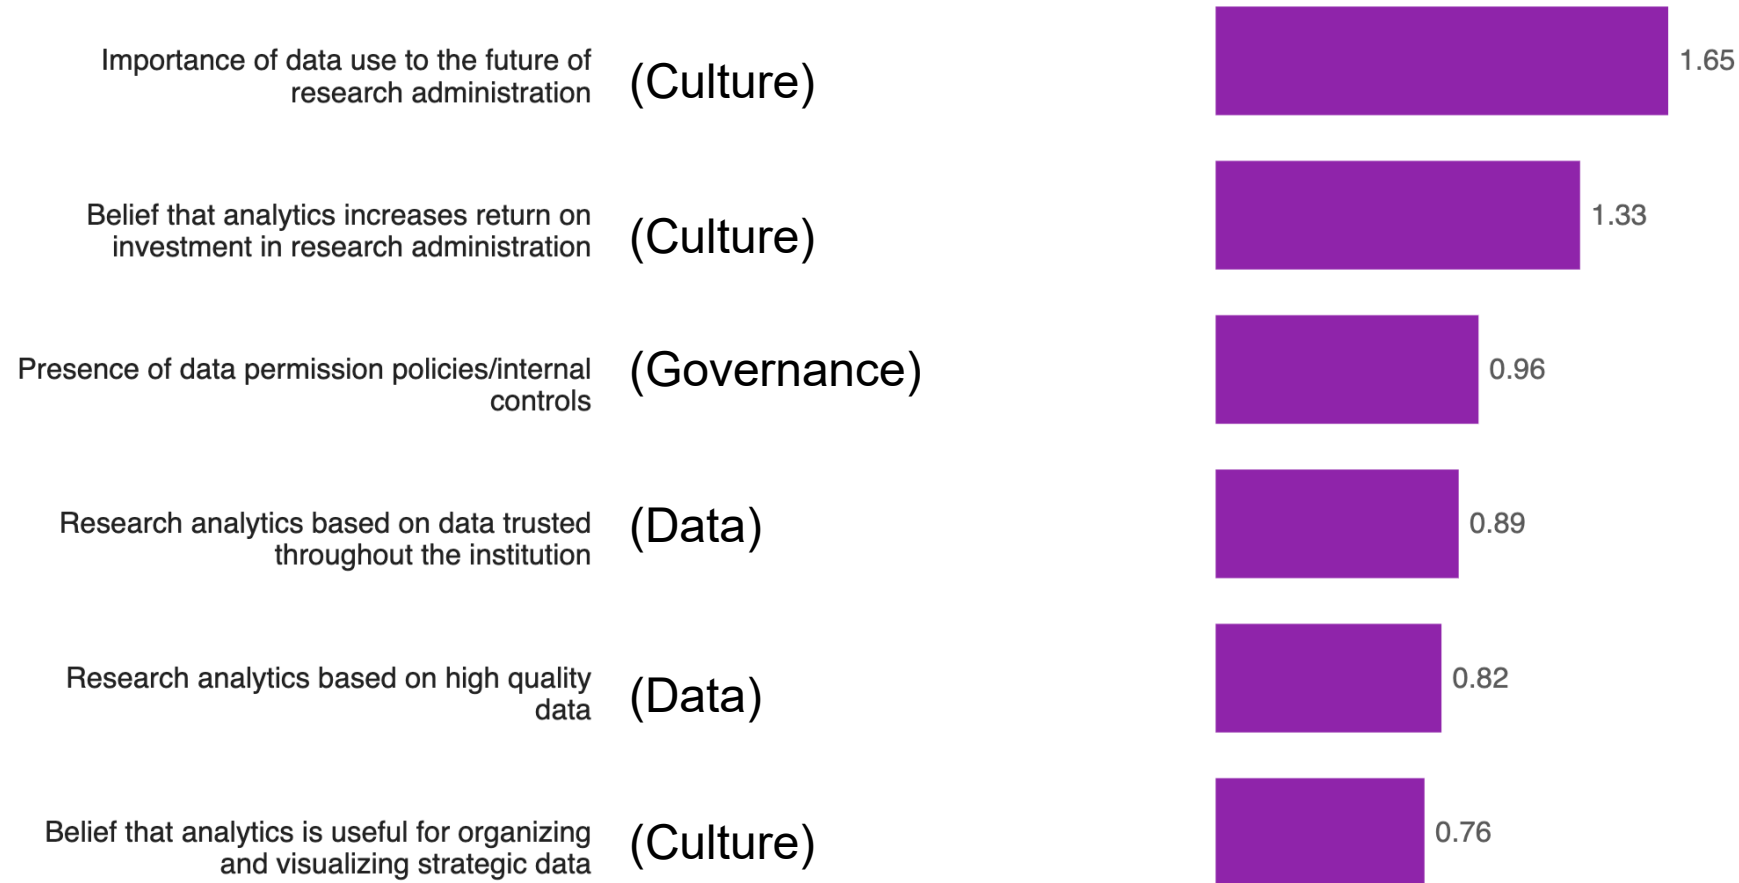 Importance of data use to the future of
research administration
(Culture)
1.65
Belief that analytics increases return on
investment in research administration
(Culture)
1.33
Presence of data permission policies/internal
controls
(Governance)
0.96
Research analytics based on data trusted
throughout the institution
(Data)
0.89
Research analytics based on high quality
data
(Data)
0.82
Belief that analytics is useful for organizing
and visualizing strategic data
(Culture)
0.76